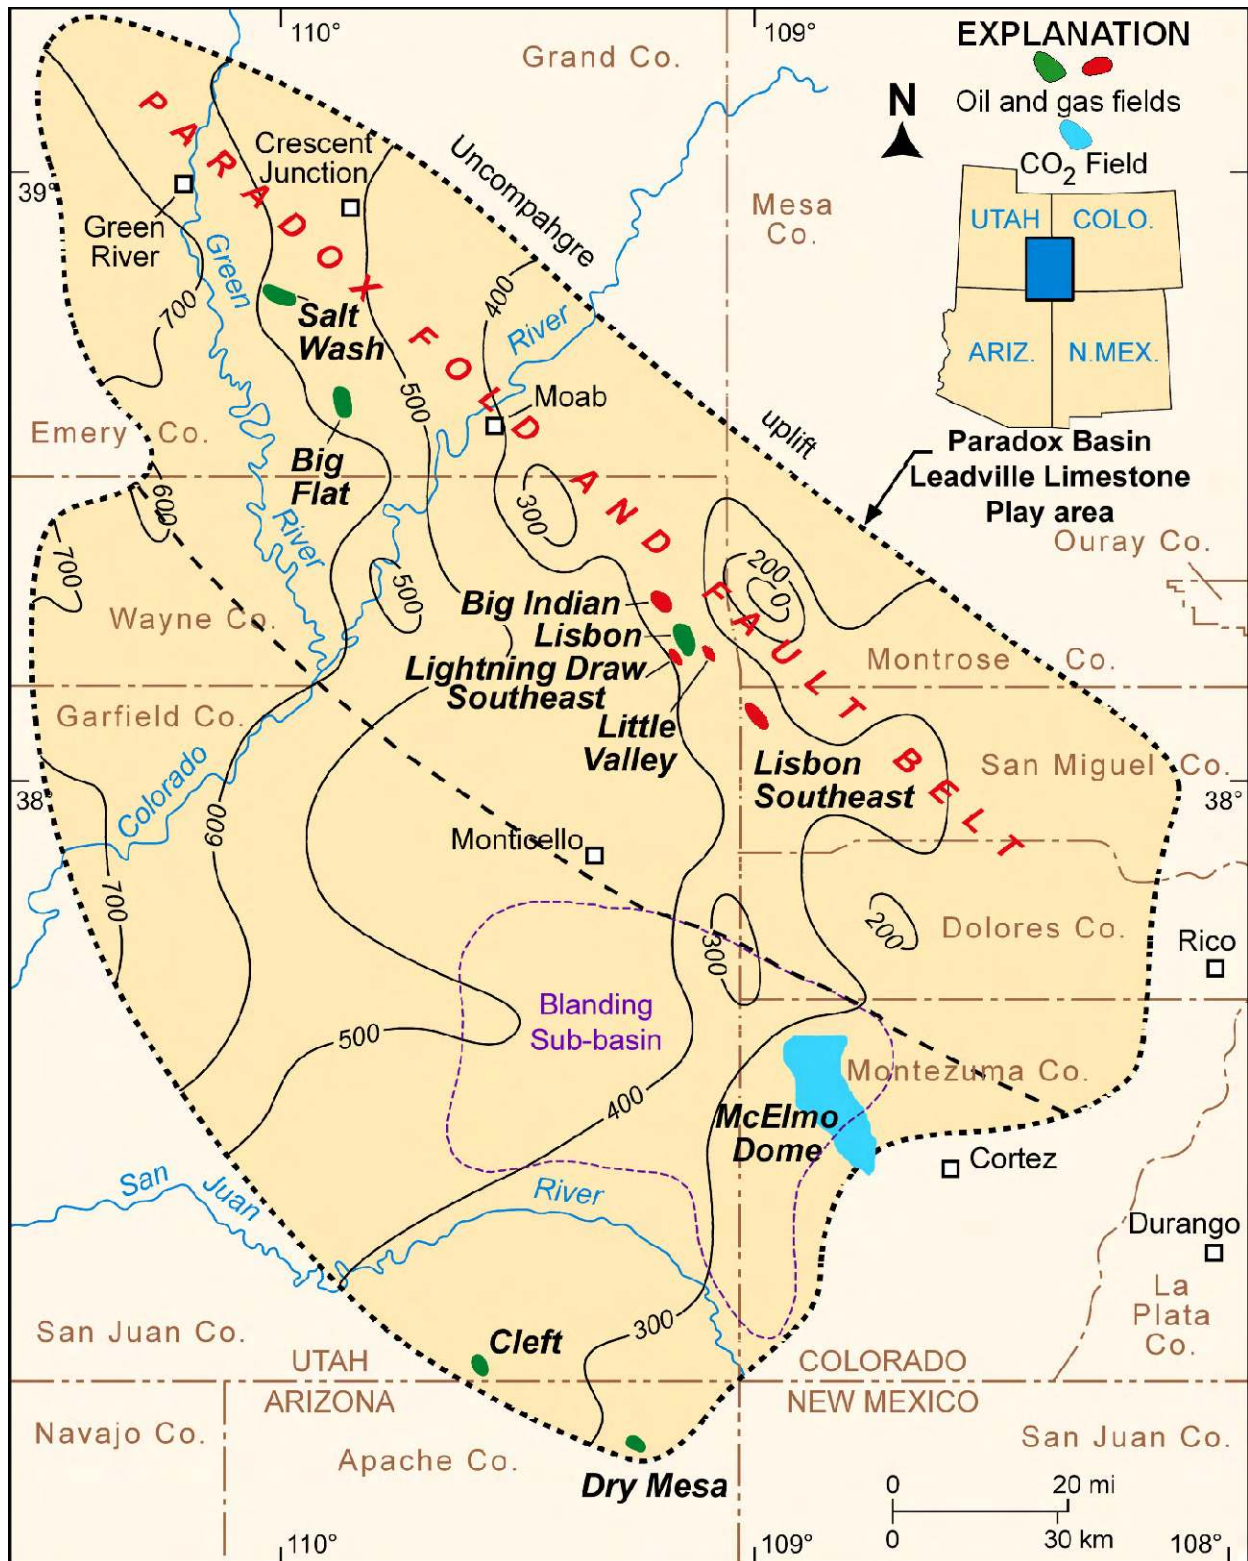 110°
109°
EXPLANATION
Oil and gas fields
CO2 Field
N
Grand Co.
UTAH
COLO.
ARIZ.
N.MEX.
Paradox Basin
Leadville Limestone
Play area
PARADOX FOLD AND FAULT BELT
Crescent
Junction
39°
Green
River
Uncompahgre
uplift
Mesa
Co.
Green
River
700
400
Salt
Wash
River
500
Moab
Emery Co.
Big
Flat
300
600
Ouray Co.
700
500
200
0
Wayne Co.
Big Indian
Lisbon
Lightning Draw
Southeast
Montrose Co.
Garfield Co.
Little
Valley
Lisbon
Southeast
San Miguel Co.
38°
38°
Colorado
600
Monticello
700
300
200
Dolores Co.
Rico
Blanding
Sub-basin
500
Montezuma Co.
400
McElmo
Dome
Cortez
San Juan
River
Durango
La
Plata
Co.
San Juan Co.
Cleft
300
UTAH
COLORADO
ARIZONA
NEW MEXICO
Navajo Co.
Apache Co.
San Juan Co.
Dry Mesa
0 20 mi
0 30 km
110°
109°
108°